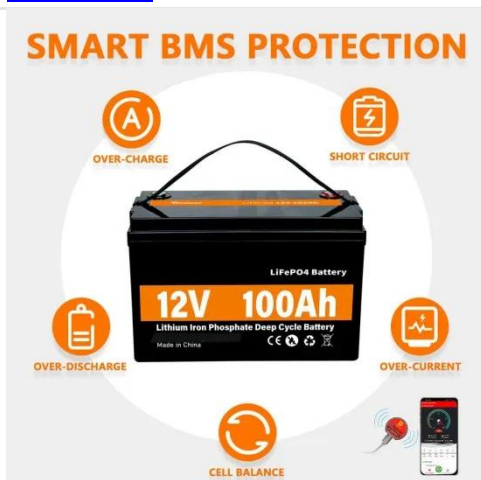 SMART BMS PROTECTION
OVER-CHARGE
SHORT CIRCUIT
LiFePO4 Battery
12V 100Ah
Lithium Iron Phosphate Deep Cycle Battery
Made in China
CE
OVER-DISCHARGE
OVER-CURRENT
CELL BALANCE